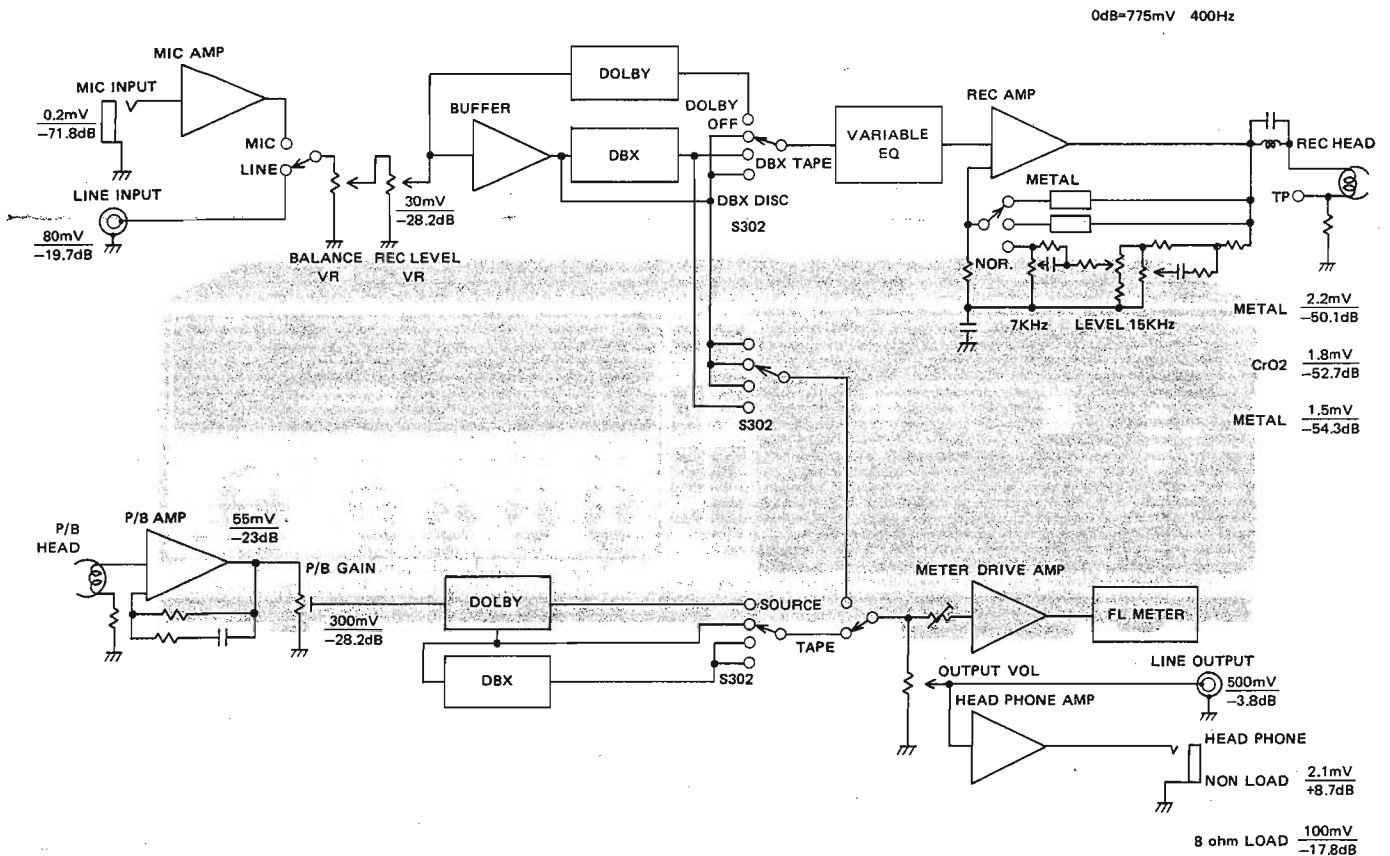 0dB=775mV 400Hz
MIC AMP
MIC INPUT
0.2mV
−71.8dB
MIC
LINE
LINE INPUT
80mV
−19.7dB
BALANCE
VR
REC LEVEL
VR
30mV
−28.2dB
BUFFER
DOLBY
DBX
DOLBY
OFF
DBX TAPE
DBX DISC
S302
VARIABLE
EQ
REC AMP
METAL
NOR.
7KHz
LEVEL
15KHz
REC HEAD
TP
METAL
2.2mV
−50.1dB
CrO2
1.8mV
−52.7dB
METAL
1.5mV
−54.3dB
S302
P/B
HEAD
P/B AMP
55mV
−23dB
P/B GAIN
300mV
−28.2dB
DOLBY
DBX
SOURCE
TAPE
S302
METER DRIVE AMP
FL METER
OUTPUT VOL
LINE OUTPUT
500mV
−3.8dB
HEAD PHONE AMP
HEAD PHONE
NON LOAD
2.1mV
+8.7dB
8 ohm LOAD
100mV
−17.8dB